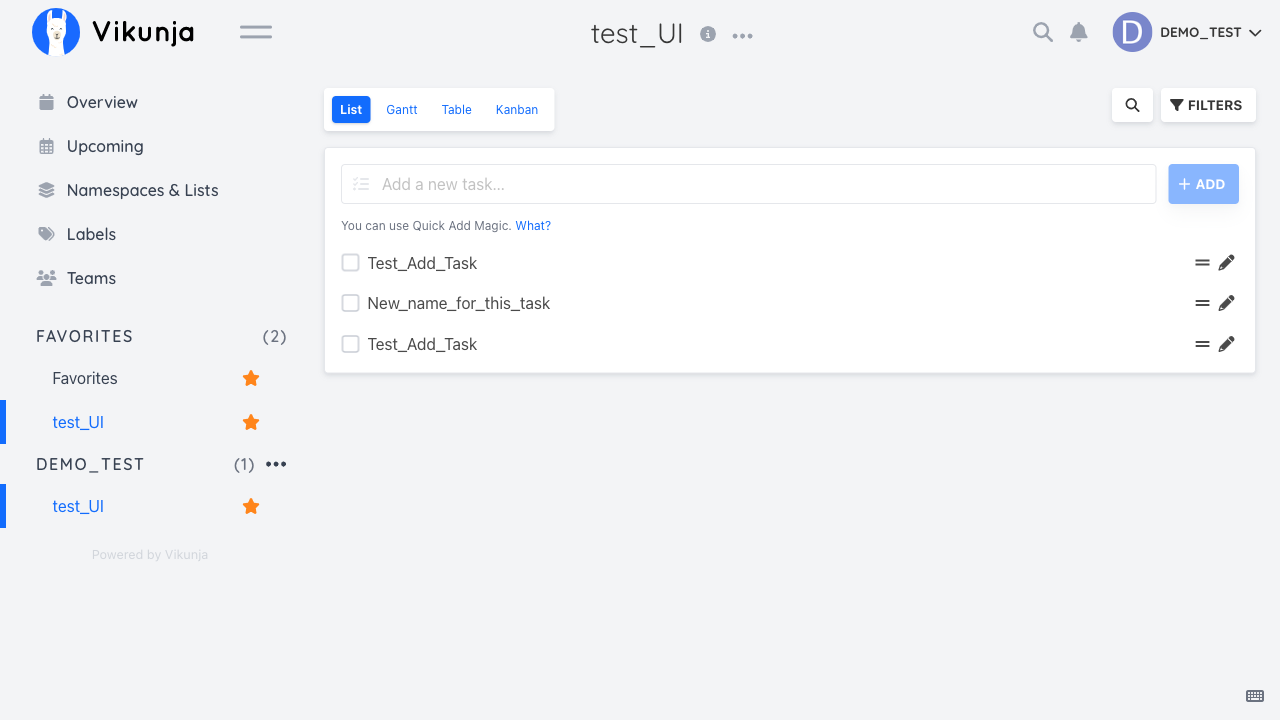 Vikunja
test_UI
D DEMO_TEST
Overview
Upcoming
Namespaces & Lists
Labels
Teams
FAVORITES (2)
Favorites
test_UI
DEMO_TEST (1)
test_UI
Powered by Vikunja
List Gantt Table Kanban
FILTERS
Add a new task...
ADD
You can use Quick Add Magic. What?
Test_Add_Task
New_name_for_this_task
Test_Add_Task